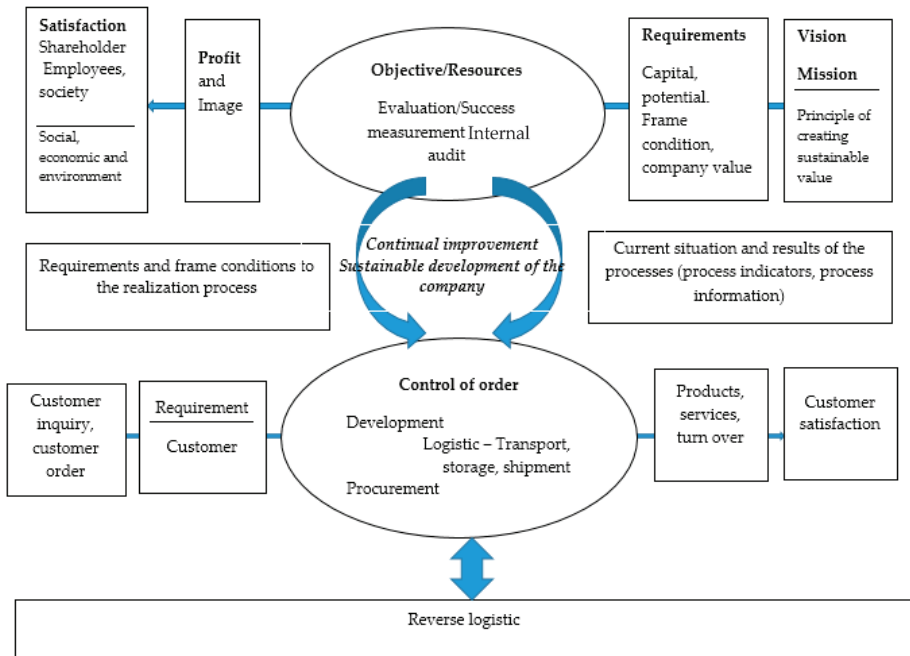 Satisfaction
Shareholder
Employees,
society
Social,
economic and
environment
Profit
and
Image
Objective/Resources
Evaluation/Success
measurement Internal
audit
Requirements
Capital,
potential.
Frame
condition,
company value
Vision
Mission
Principle of
creating
sustainable
value
Requirements and frame conditions to
the realization process
Continual improvement
Sustainable development of the
company
Current situation and results of the
processes (process indicators, process
information)
Customer
inquiry,
customer
order
Requirement
Customer
Control of order
Development
Logistic – Transport,
storage, shipment
Procurement
Products,
services,
turn over
Customer
satisfaction
Reverse logistic